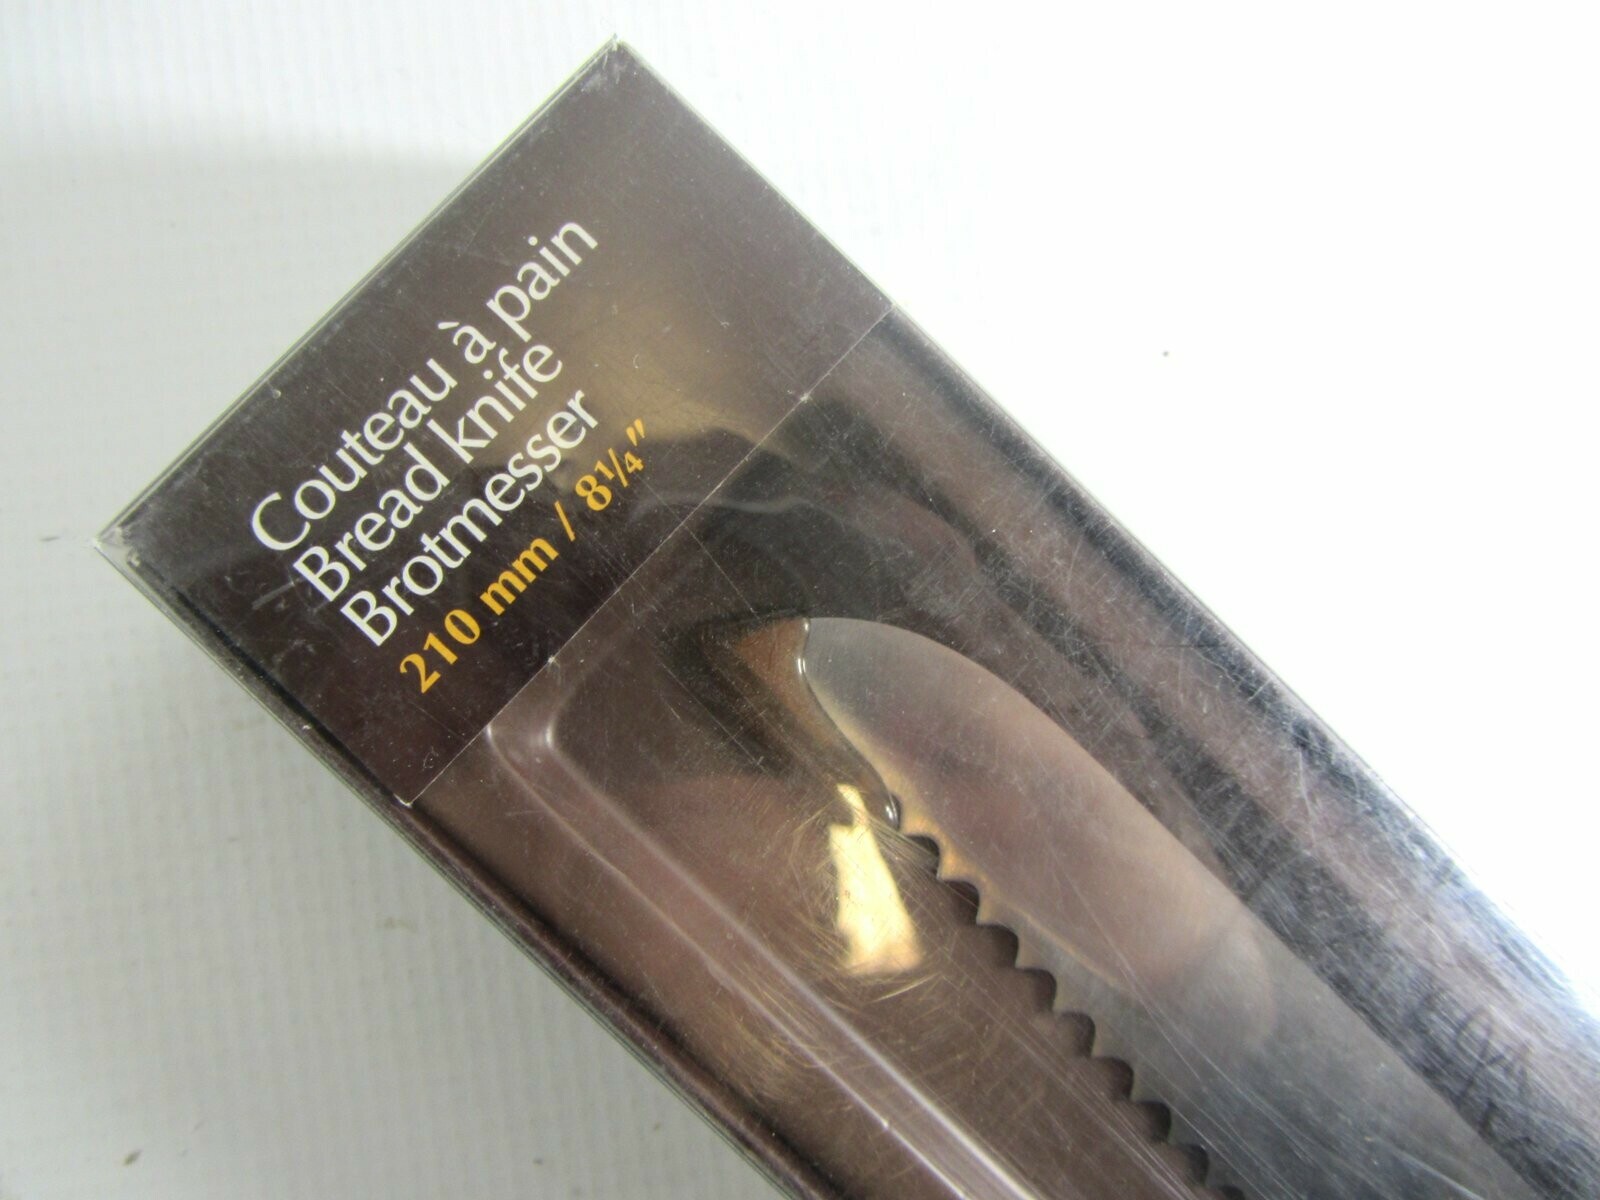 Couteau à pain
Bread knife
Brotmesser
210 mm / 8¼"